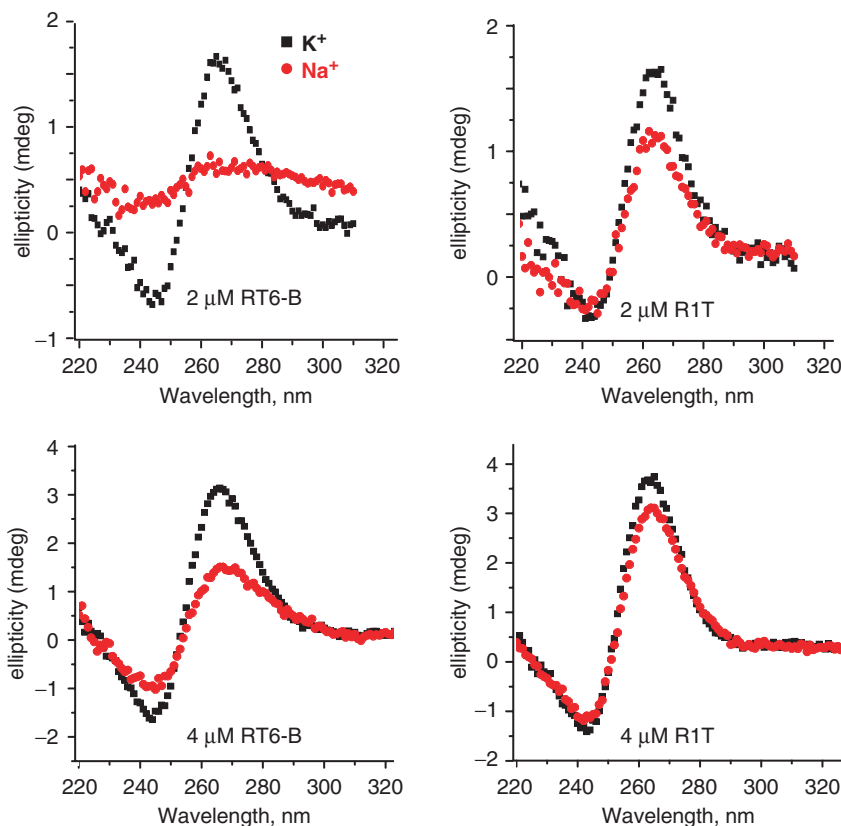 2
1
0
−1
ellipticity (mdeg)
K+
Na+
2 μM RT6-B
220 240 260 280 300 320
Wavelength, nm
2
1
0
ellipticity (mdeg)
2 μM R1T
220 240 260 280 300 320
Wavelength, nm
4
3
2
1
0
−1
−2
ellipticity (mdeg)
4 μM RT6-B
220 240 260 280 300 320
Wavelength, nm
4
3
2
1
0
−1
−2
ellipticity (mdeg)
4 μM R1T
220 240 260 280 300 320
Wavelength, nm